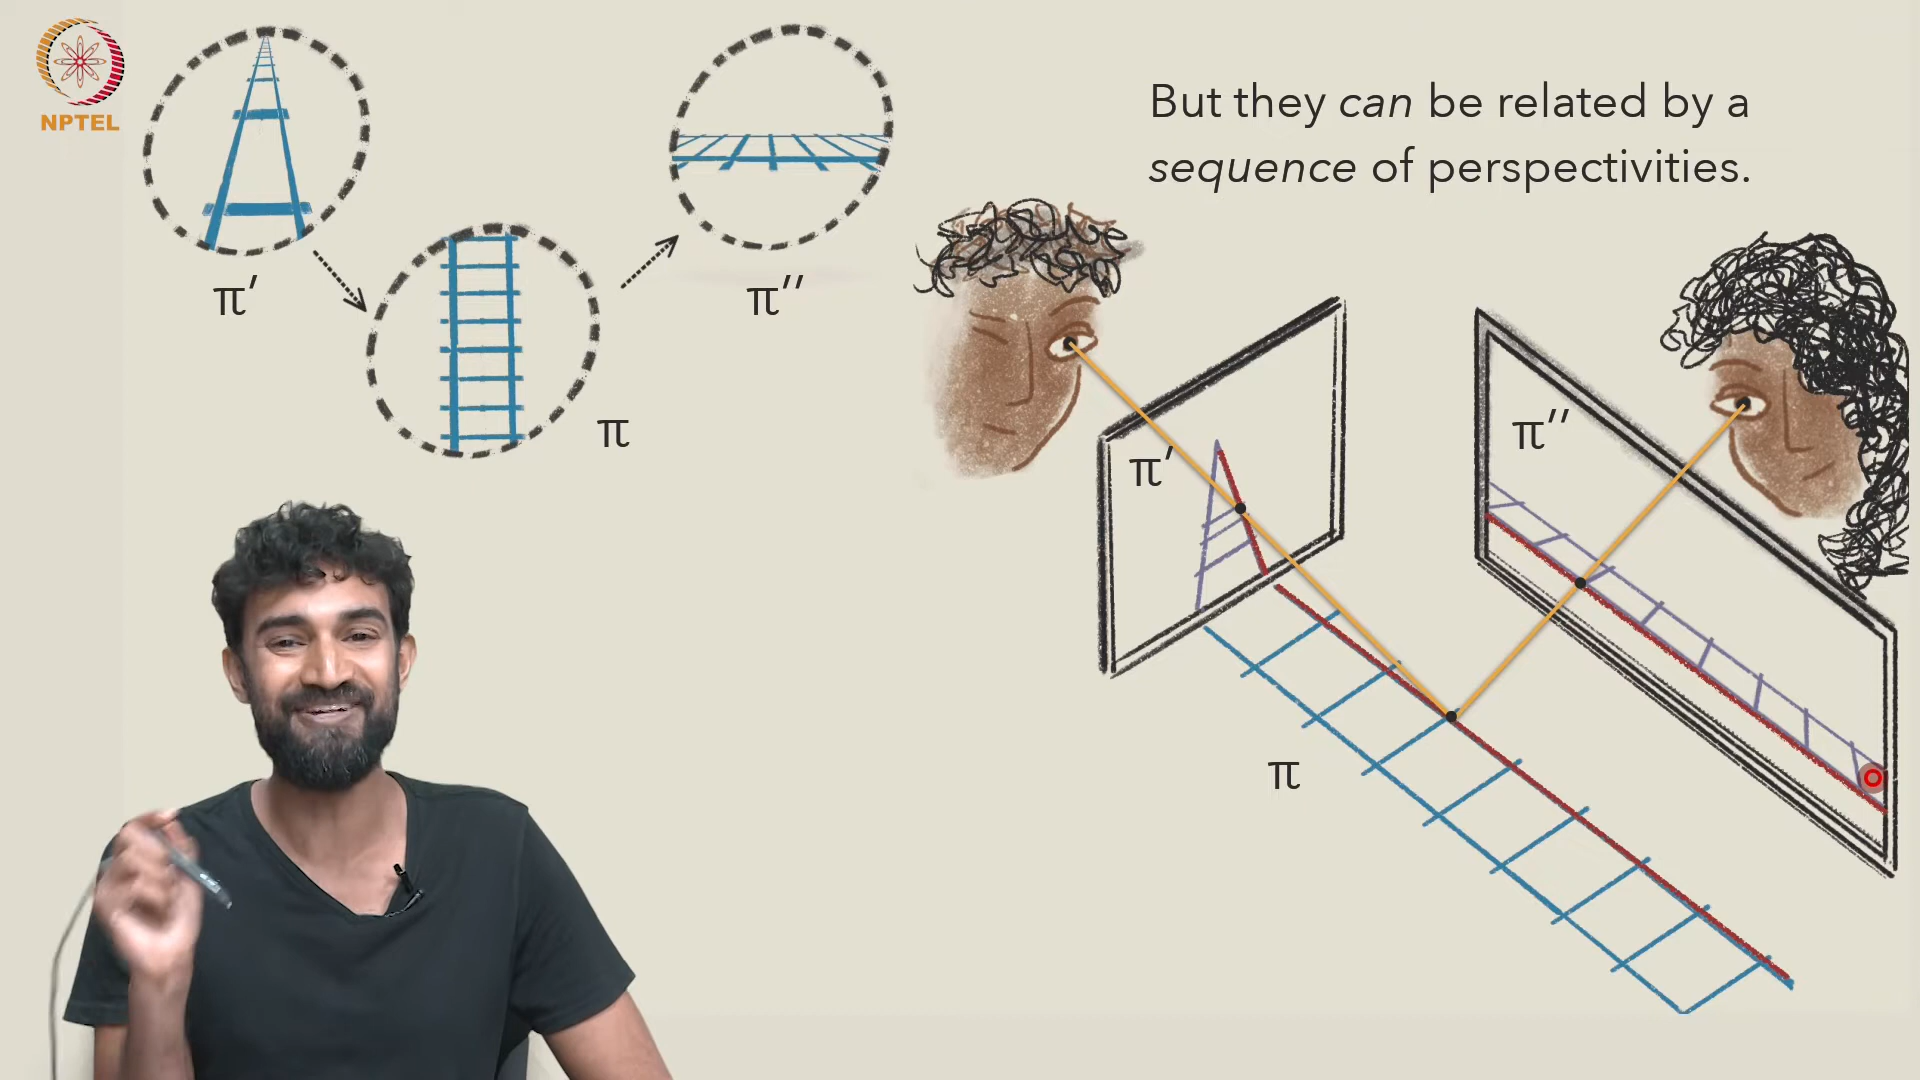 NPTEL
But they can be related by a
sequence of perspectivities.
π′
π″
π
π′
π″
π